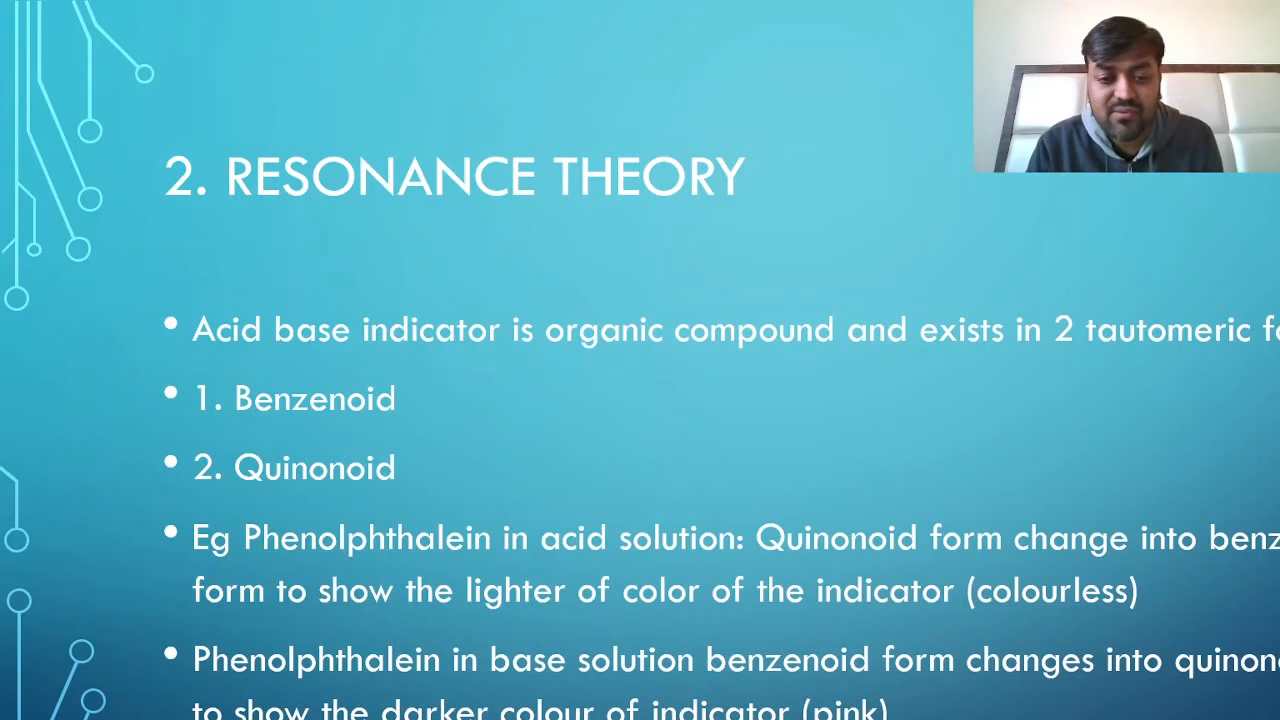 2. RESONANCE THEORY
• Acid base indicator is organic compound and exists in 2 tautomeric
• 1. Benzenoid
• 2. Quinonoid
• Eg Phenolphthalein in acid solution: Quinonoid form change into
form to show the lighter of color of the indicator (colourless)
• Phenolphthalein in base solution benzenoid form changes into
to show the darker colour of indicator (pink)